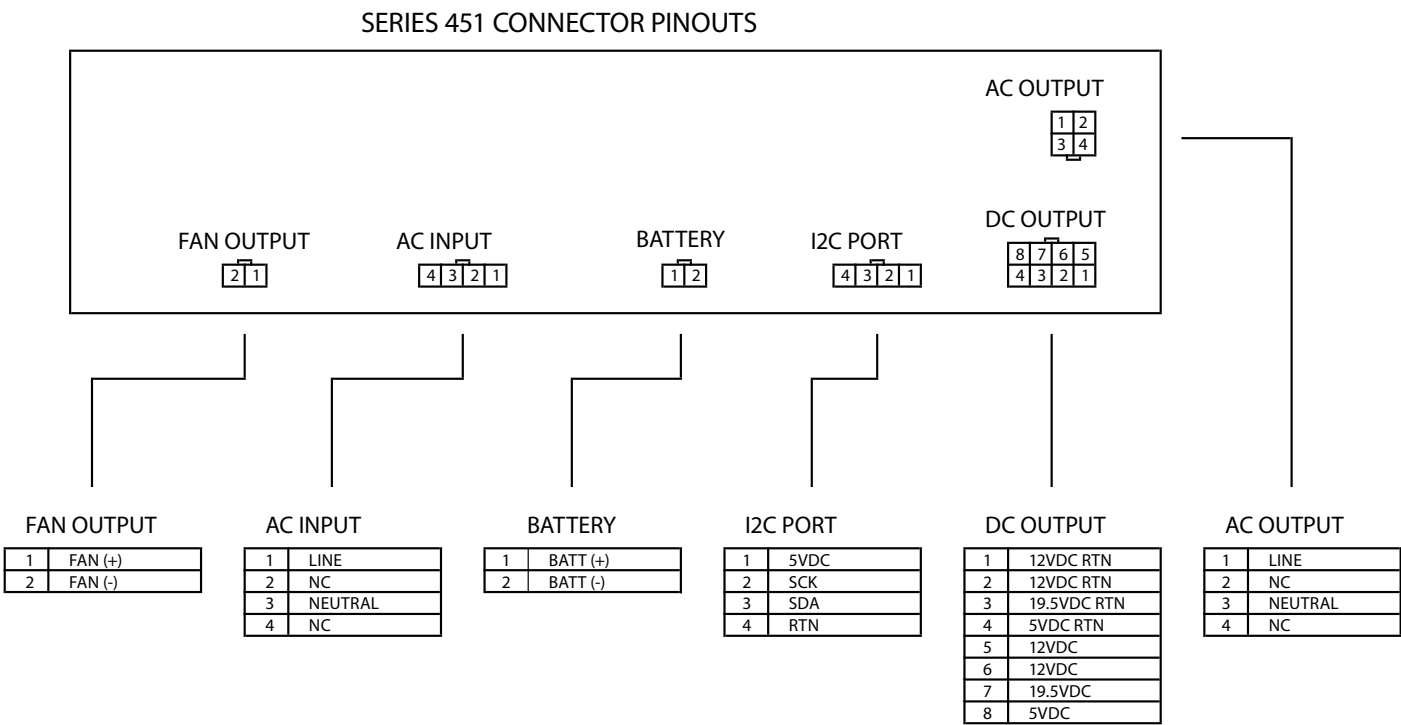 SERIES 451 CONNECTOR PINOUTS
AC OUTPUT
1 2
3 4
DC OUTPUT
8 7 6 5
4 3 2 1
FAN OUTPUT
2 1
AC INPUT
4 3 2 1
BATTERY
1 2
I2C PORT
4 3 2 1
FAN OUTPUT
1 FAN (+)
2 FAN (-)
AC INPUT
1 LINE
2 NC
3 NEUTRAL
4 NC
BATTERY
1 BATT (+)
2 BATT (-)
I2C PORT
1 5VDC
2 SCK
3 SDA
4 RTN
DC OUTPUT
1 12VDC RTN
2 12VDC RTN
3 19.5VDC RTN
4 5VDC RTN
5 12VDC
6 12VDC
7 19.5VDC
8 5VDC
AC OUTPUT
1 LINE
2 NC
3 NEUTRAL
4 NC